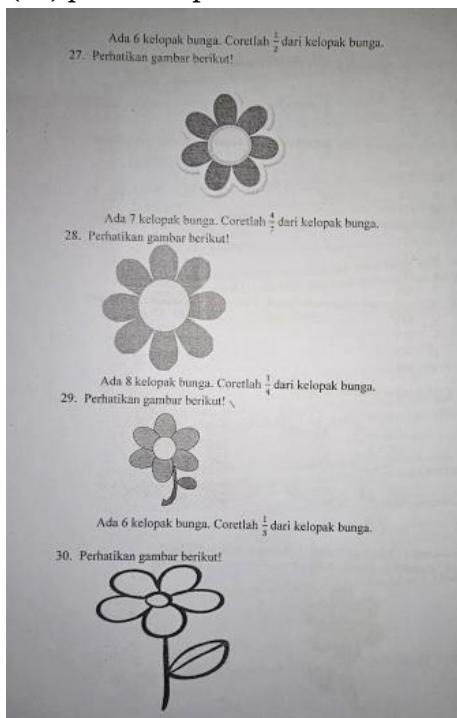 Ada 6 kelopak bunga. Coretlah 1/2 dari kelopak bunga.
27. Perhatikan gambar berikut!
Ada 7 kelopak bunga. Coretlah 4/7 dari kelopak bunga.
28. Perhatikan gambar berikut!
Ada 8 kelopak bunga. Coretlah 1/4 dari kelopak bunga.
29. Perhatikan gambar berikut!
Ada 6 kelopak bunga. Coretlah 1/3 dari kelopak bunga.
30. Perhatikan gambar berikut!